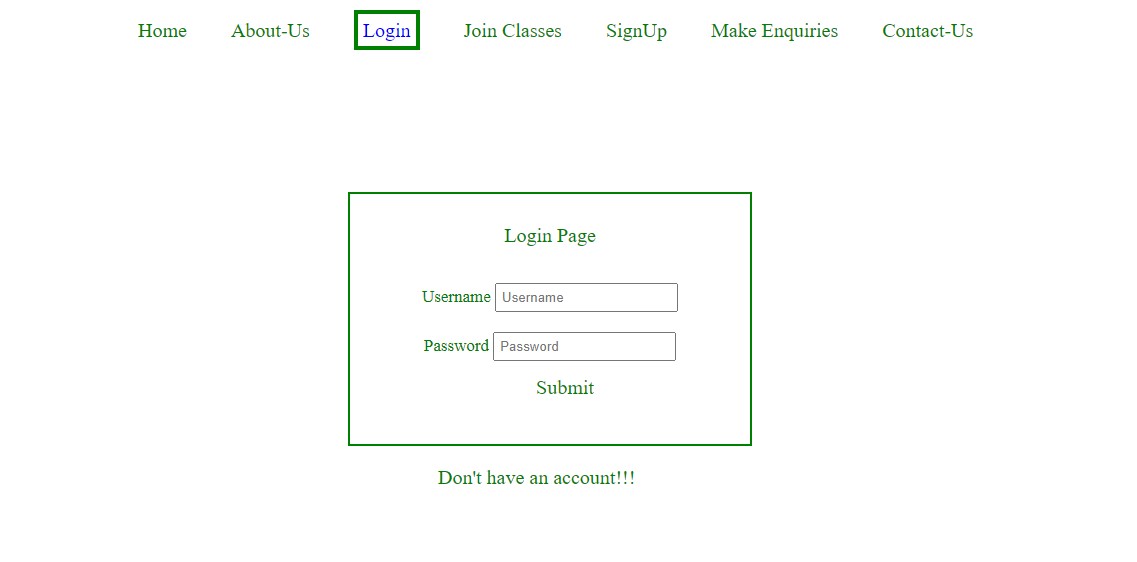 Home About-Us Login Join Classes SignUp Make Enquiries Contact-Us
Login Page
Username Username
Password Password
Submit
Don't have an account!!!